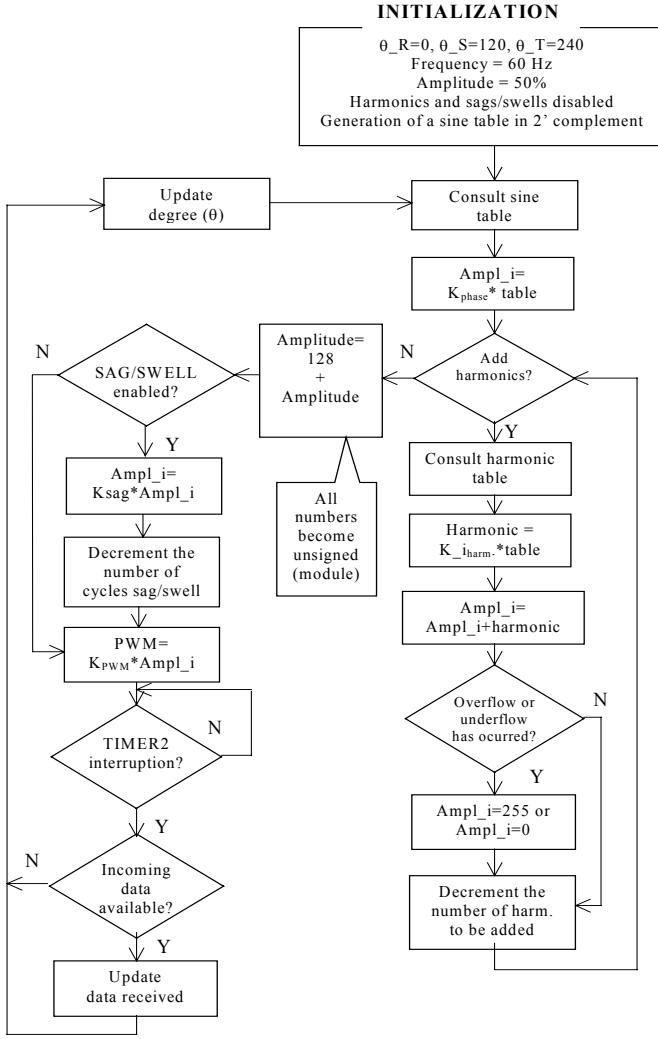 INITIALIZATION
θ_R=0, θ_S=120, θ_T=240
Frequency = 60 Hz
Amplitude = 50%
Harmonics and sags/swells disabled
Generation of a sine table in 2' complement
Update
degree (θ)
Consult sine
table
Ampl_i=
Kphase* table
Add
harmonics?
N
Y
Amplitude=
128
+
Amplitude
All
numbers
become
unsigned
(module)
SAG/SWELL
enabled?
N
Y
Ampl_i=
Ksag*Ampl_i
Decrement the
number of
cycles sag/swell
PWM=
KPWM*Ampl_i
TIMER2
interruption?
N
Y
Incoming
data
available?
N
Y
Update
data received
Consult harmonic
table
Harmonic =
K_iharm.*table
Ampl_i=
Ampl_i+harmonic
Overflow or
underflow
has ocurred?
N
Y
Ampl_i=255 or
Ampl_i=0
Decrement the
number of harm.
to be added